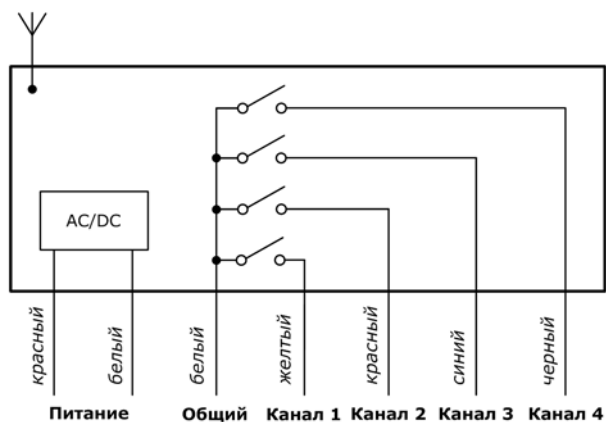 AC/DC
красный
белый
белый
желтый
красный
синий
черный
Питание Общий Канал 1 Канал 2 Канал 3 Канал 4